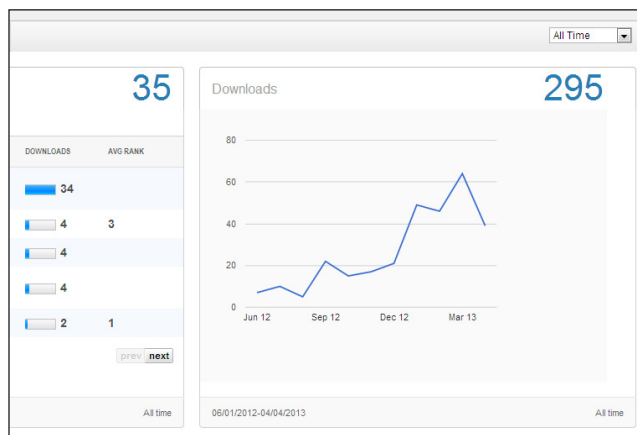 All Time
35
DOWNLOADS AVG RANK
34
4 3
4
4
2 1
prev next
All time
Downloads 295
80
60
40
20
0
Jun 12 Sep 12 Dec 12 Mar 13
06/01/2012-04/04/2013 All time